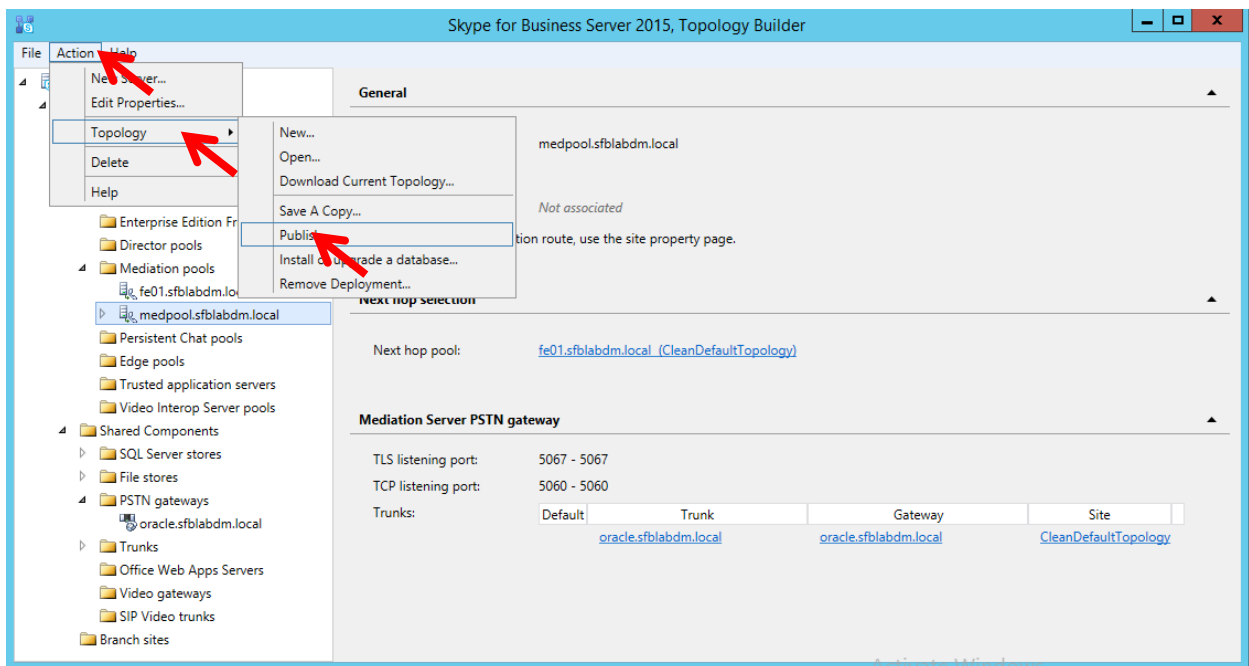 Skype for Business Server 2015, Topology Builder
File Action Help
New Server...
Edit Properties...
Topology
Delete
Help
New...
Open...
Download Current Topology...
Save A Copy...
Publish
Install or upgrade a database...
Remove Deployment...
Enterprise Edition Fr
Director pools
Mediation pools
fe01.sfblabdm.lo
medpool.sfblabdm.local
Persistent Chat pools
Edge pools
Trusted application servers
Video Interop Server pools
Shared Components
SQL Server stores
File stores
PSTN gateways
oracle.sfblabdm.local
Trunks
Office Web Apps Servers
Video gateways
SIP Video trunks
Branch sites
General
medpool.sfblabdm.local
Not associated
tion route, use the site property page.
Next hop selection
Next hop pool: fe01.sfblabdm.local (CleanDefaultTopology)
Mediation Server PSTN gateway
TLS listening port: 5067 - 5067
TCP listening port: 5060 - 5060
Trunks: Default Trunk Gateway Site
oracle.sfblabdm.local oracle.sfblabdm.local CleanDefaultTopology